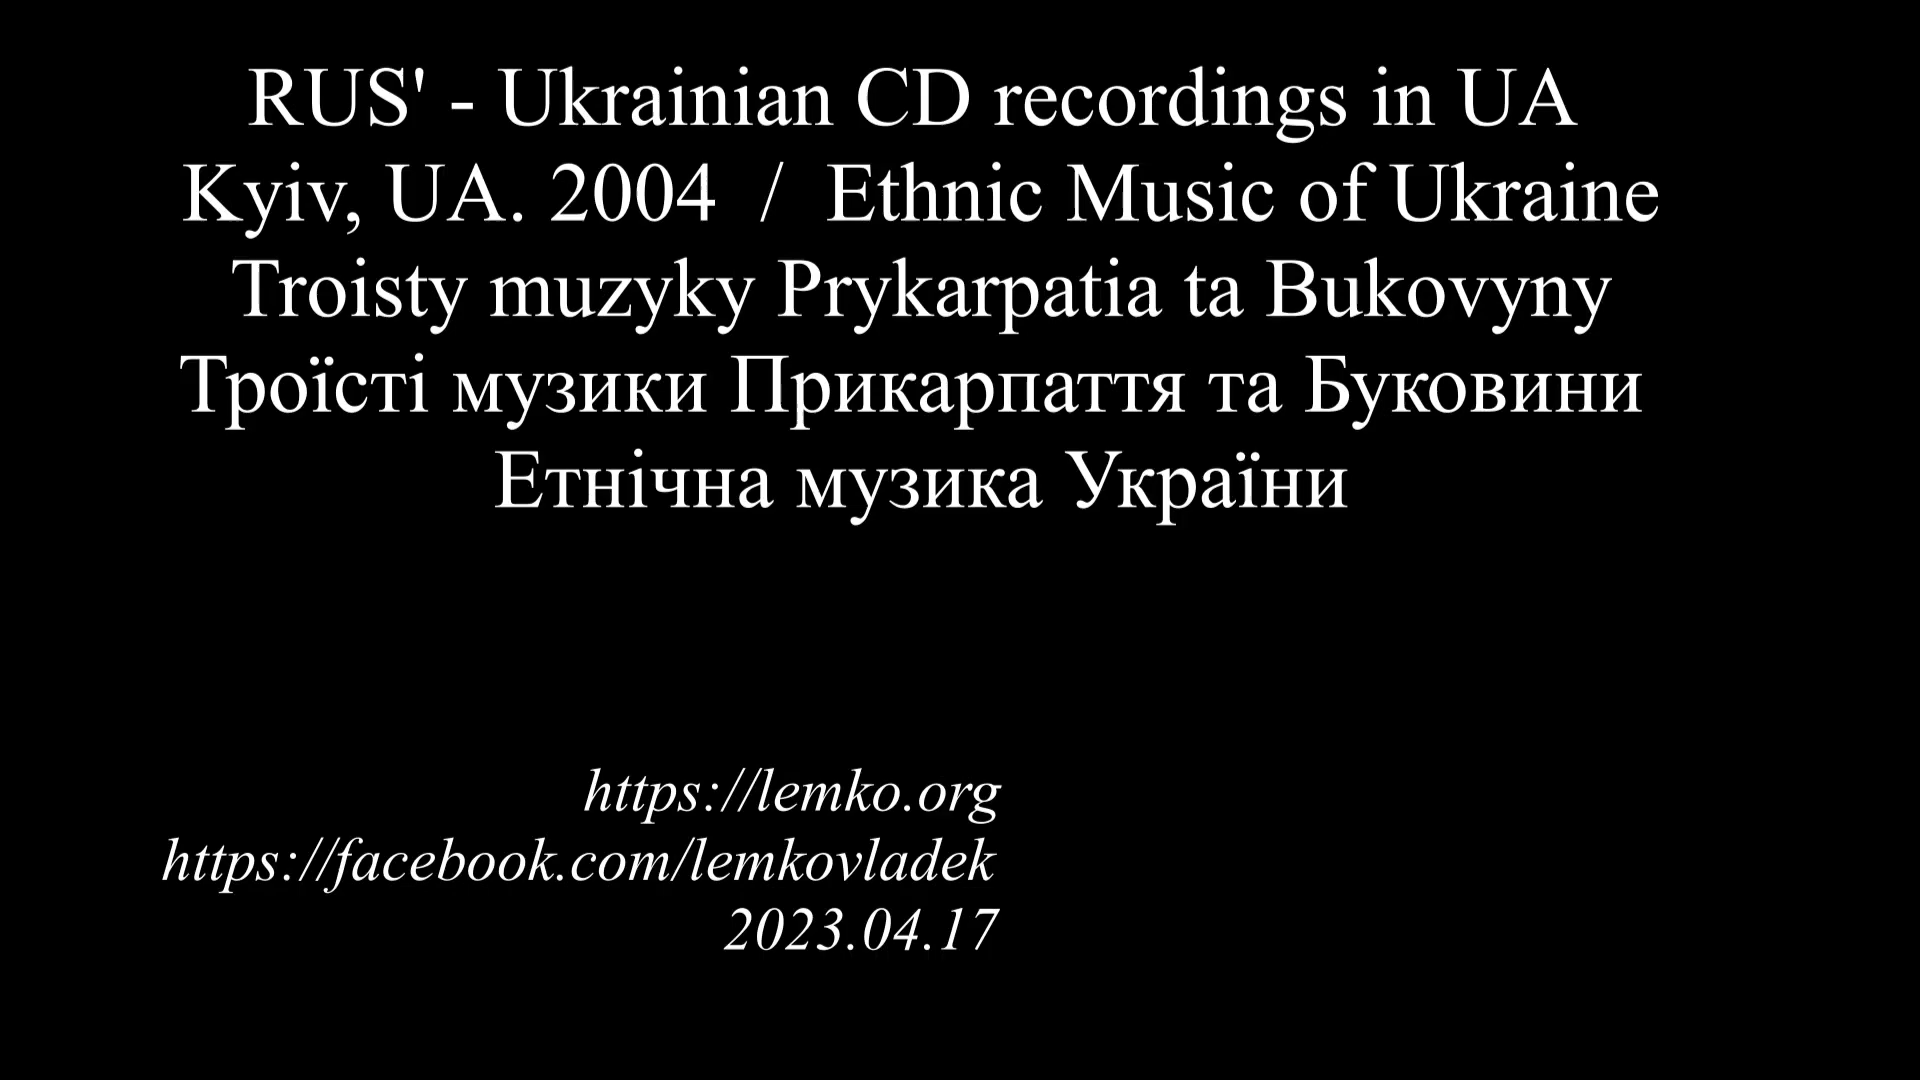 RUS' - Ukrainian CD recordings in UA
Kyiv, UA. 2004 / Ethnic Music of Ukraine
Troisty muzyky Prykarpatia ta Bukovyny
Троїсті музики Прикарпаття та Буковини
Етнічна музика України
https://lemko.org
https://facebook.com/lemkovladek
2023.04.17